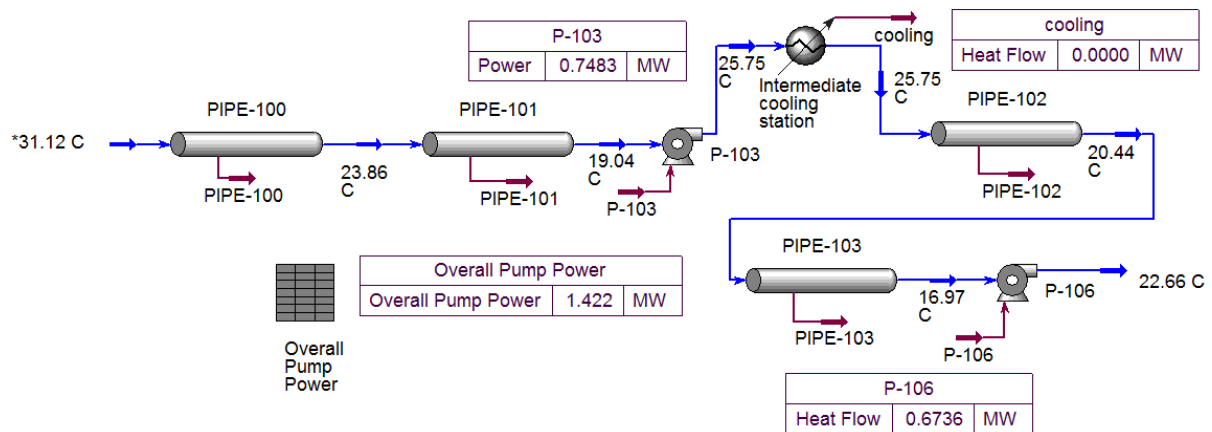 P-103
Power 0.7483 MW
cooling
cooling
Heat Flow 0.0000 MW
25.75
C
Intermediate
cooling
station
25.75
C
PIPE-100
PIPE-101
PIPE-102
*31.12 C
23.86
C
19.04
C
P-103
20.44
C
PIPE-100
PIPE-101
P-103
PIPE-102
PIPE-103
Overall Pump Power
Overall Pump Power 1.422 MW
16.97
C
P-106
22.66 C
PIPE-103
P-106
Overall
Pump
Power
P-106
Heat Flow 0.6736 MW